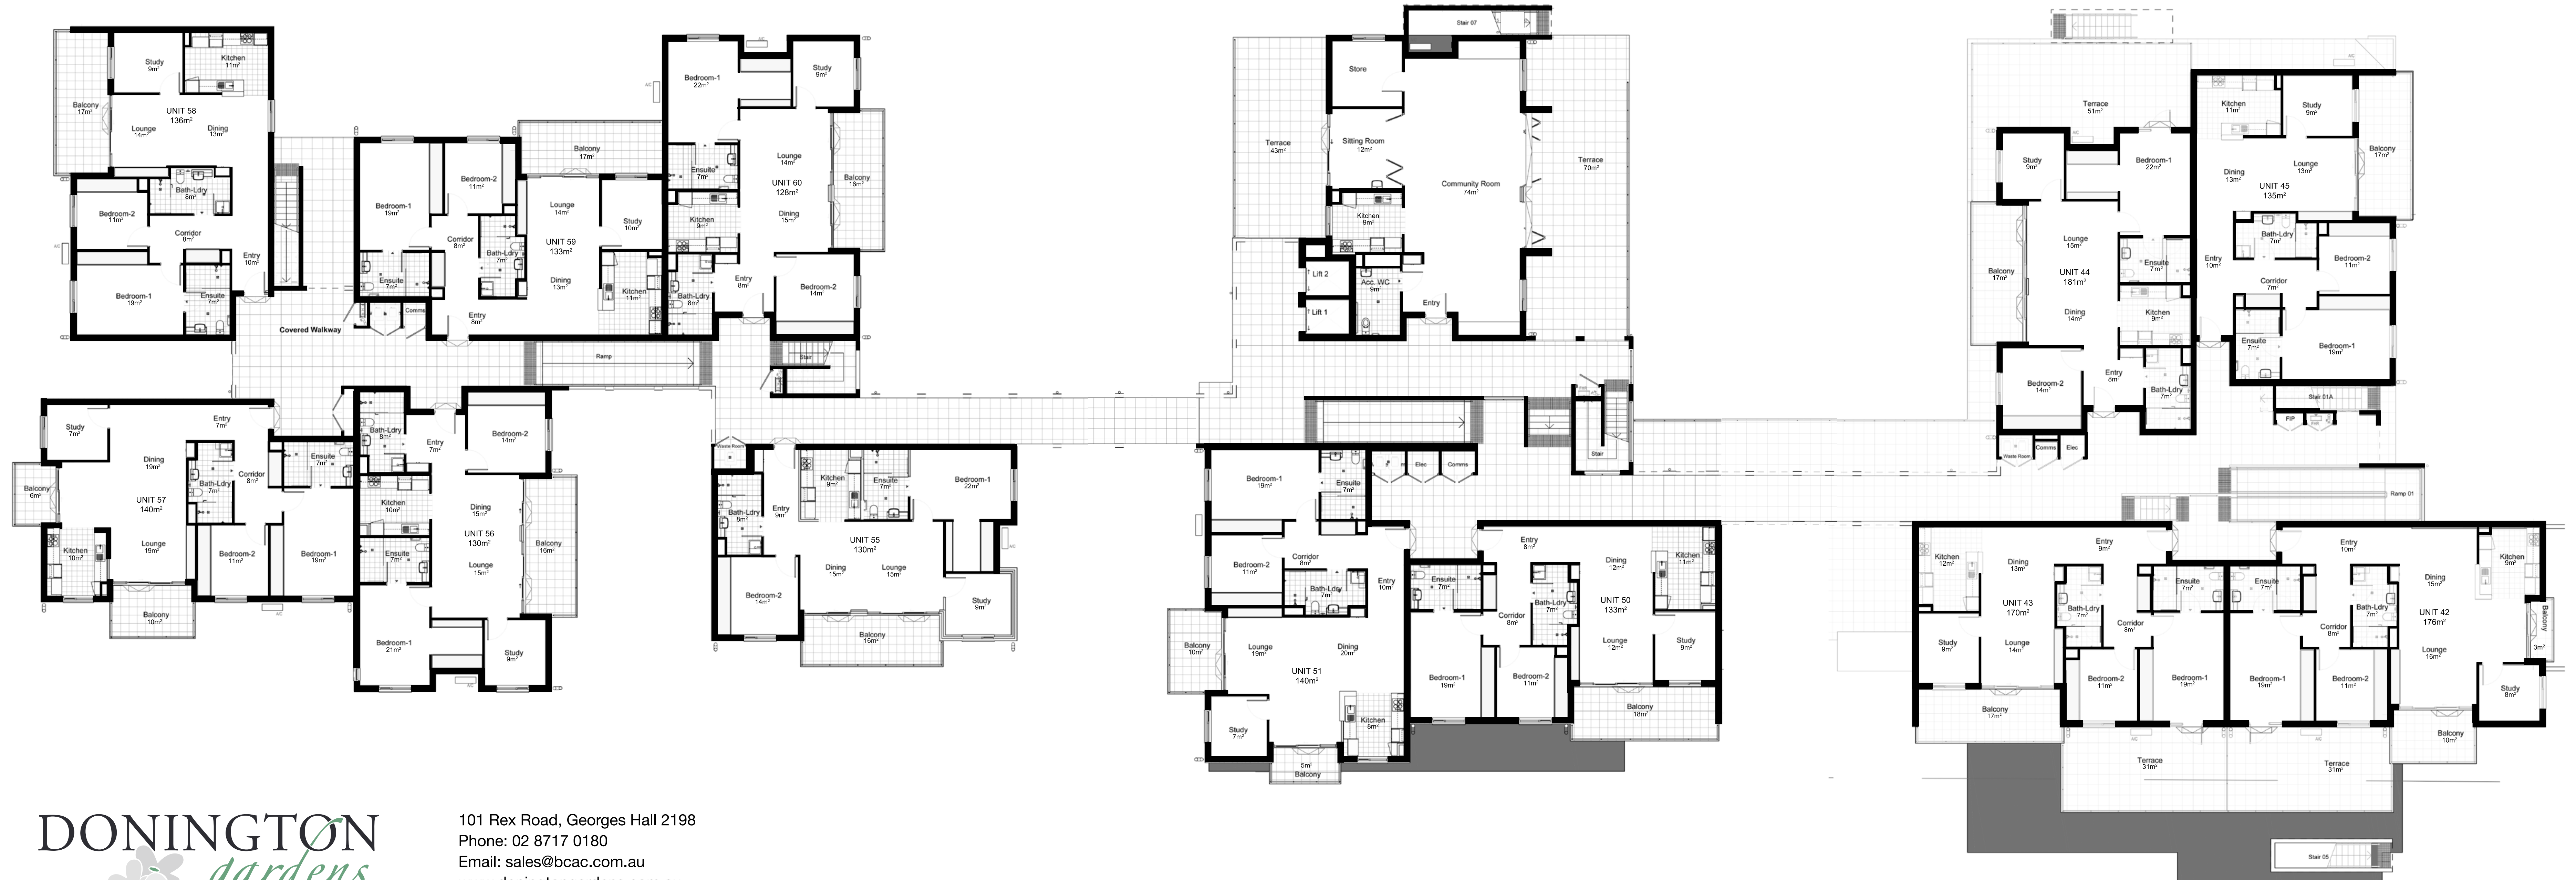 Study
9m²
Kitchen
11m²
Balcony
17m²
UNIT 58
136m²
Lounge
14m²
Dining
13m²
Bath-Ldry
8m²
Bedroom-2
11m²
Corridor
8m²
Entry
10m²
Bedroom-1
19m²
Ensuite
7m²
Covered Walkway
Bedroom-1
19m²
Bedroom-2
11m²
Balcony
17m²
Lounge
14m²
Study
10m²
Corridor
8m²
UNIT 59
133m²
Bath-Ldry
7m²
Ensuite
7m²
Dining
13m²
Kitchen
11m²
Comms
Entry
8m²
Ramp
Bedroom-1
22m²
Study
9m²
Lounge
14m²
Ensuite
7m²
UNIT 60
128m²
Balcony
16m²
Kitchen
9m²
Dining
15m²
Bath-Ldry
8m²
Entry
8m²
Bedroom-2
14m²
Stair
Study
7m²
Entry
7m²
Dining
19m²
Ensuite
7m²
Corridor
8m²
Bath-Ldry
7m²
Balcony
6m²
UNIT 57
140m²
Kitchen
10m²
Lounge
19m²
Bedroom-2
11m²
Bedroom-1
19m²
Balcony
10m²
A/C
Bath-Ldry
8m²
Entry
7m²
Bedroom-2
14m²
Kitchen
10m²
Dining
15m²
UNIT 56
130m²
Balcony
16m²
Ensuite
7m²
Lounge
15m²
Bedroom-1
21m²
Study
9m²
A/C
Waste Room
Kitchen
9m²
Ensuite
7m²
Bedroom-1
22m²
Bath-Ldry
8m²
Entry
9m²
UNIT 55
130m²
Dining
15m²
Lounge
15m²
Bedroom-2
14m²
Study
9m²
Balcony
16m²
Stair 07
Store
Terrace
43m²
Sitting Room
12m²
Terrace
70m²
Community Room
74m²
Kitchen
9m²
Lift 2
Acc. WC
9m²
Lift 1
Entry
Stair
Elec
Comms
Bedroom-1
19m²
Ensuite
7m²
Bedroom-2
11m²
Corridor
8m²
Bath-Ldry
7m²
Entry
10m²
Balcony
10m²
Lounge
19m²
Dining
20m²
UNIT 51
140m²
Study
7m²
Kitchen
8m²
5m²
Balcony
Entry
8m²
Dining
12m²
Kitchen
11m²
Ensuite
7m²
UNIT 50
133m²
Bath-Ldry
7m²
Corridor
8m²
Lounge
12m²
Study
9m²
Bedroom-1
19m²
Bedroom-2
11m²
Balcony
18m²
Terrace
51m²
Study
9m²
Bedroom-1
22m²
Lounge
15m²
Ensuite
7m²
Balcony
17m²
UNIT 44
181m²
Dining
14m²
Kitchen
9m²
Bedroom-2
14m²
Entry
8m²
Bath-Ldry
7m²
Waste Room
Comms
Elec
Kitchen
11m²
Study
9m²
Balcony
17m²
Lounge
13m²
Dining
13m²
UNIT 45
135m²
Bath-Ldry
7m²
Entry
10m²
Bedroom-2
11m²
Corridor
7m²
Ensuite
7m²
Bedroom-1
19m²
Stair 01A
FIP
Ramp 01
Entry
9m²
Kitchen
12m²
Dining
13m²
Ensuite
7m²
UNIT 43
170m²
Bath-Ldry
7m²
Corridor
8m²
Study
9m²
Lounge
14m²
Bedroom-2
11m²
Bedroom-1
19m²
Balcony
17m²
Terrace
31m²
Entry
10m²
Kitchen
9m²
Dining
15m²
Ensuite
7m²
Bath-Ldry
7m²
UNIT 42
176m²
Balcony
3m²
Corridor
8m²
Lounge
16m²
Bedroom-1
19m²
Bedroom-2
11m²
Study
8m²
Balcony
10m²
Terrace
31m²
Stair 06
DONINGTON
gardens
101 Rex Road, Georges Hall 2198
Phone: 02 8717 0180
Email: sales@bcac.com.au
www.doningtongardens.com.au